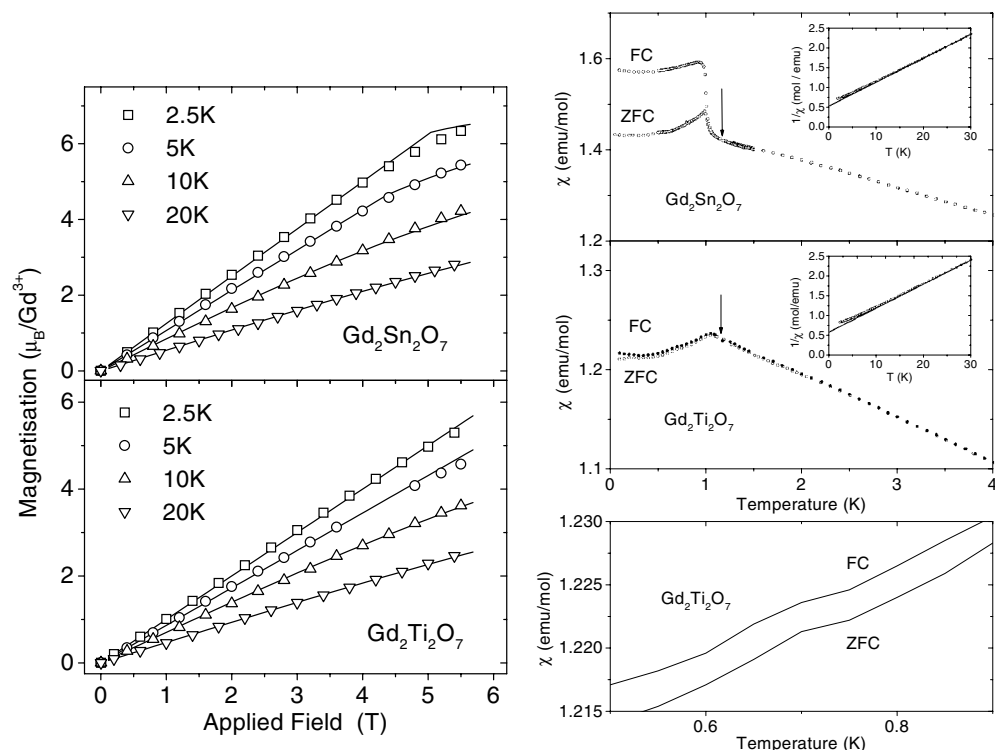 Magnetisation (μB/Gd3+)
6
4
2
0
2.5K
5K
10K
20K
Gd2Sn2O7
6
4
2
0
2.5K
5K
10K
20K
Gd2Ti2O7
0 1 2 3 4 5 6
Applied Field (T)
χ (emu/mol)
1.6
1.4
1.2
FC
ZFC
Gd2Sn2O7
1/χ (mol / emu)
2.5
2.0
1.5
1.0
0.5
0.0
0 10 20 30
T (K)
χ (emu/mol)
1.3
1.2
1.1
FC
ZFC
Gd2Ti2O7
1/χ (mol/emu)
2.5
2.0
1.5
1.0
0.5
0.0
0 10 20 30
T (K)
0 1 2 3 4
Temperature (K)
χ (emu/mol)
1.230
1.225
1.220
1.215
Gd2Ti2O7
FC
ZFC
0.6 0.8
Temperature (K)